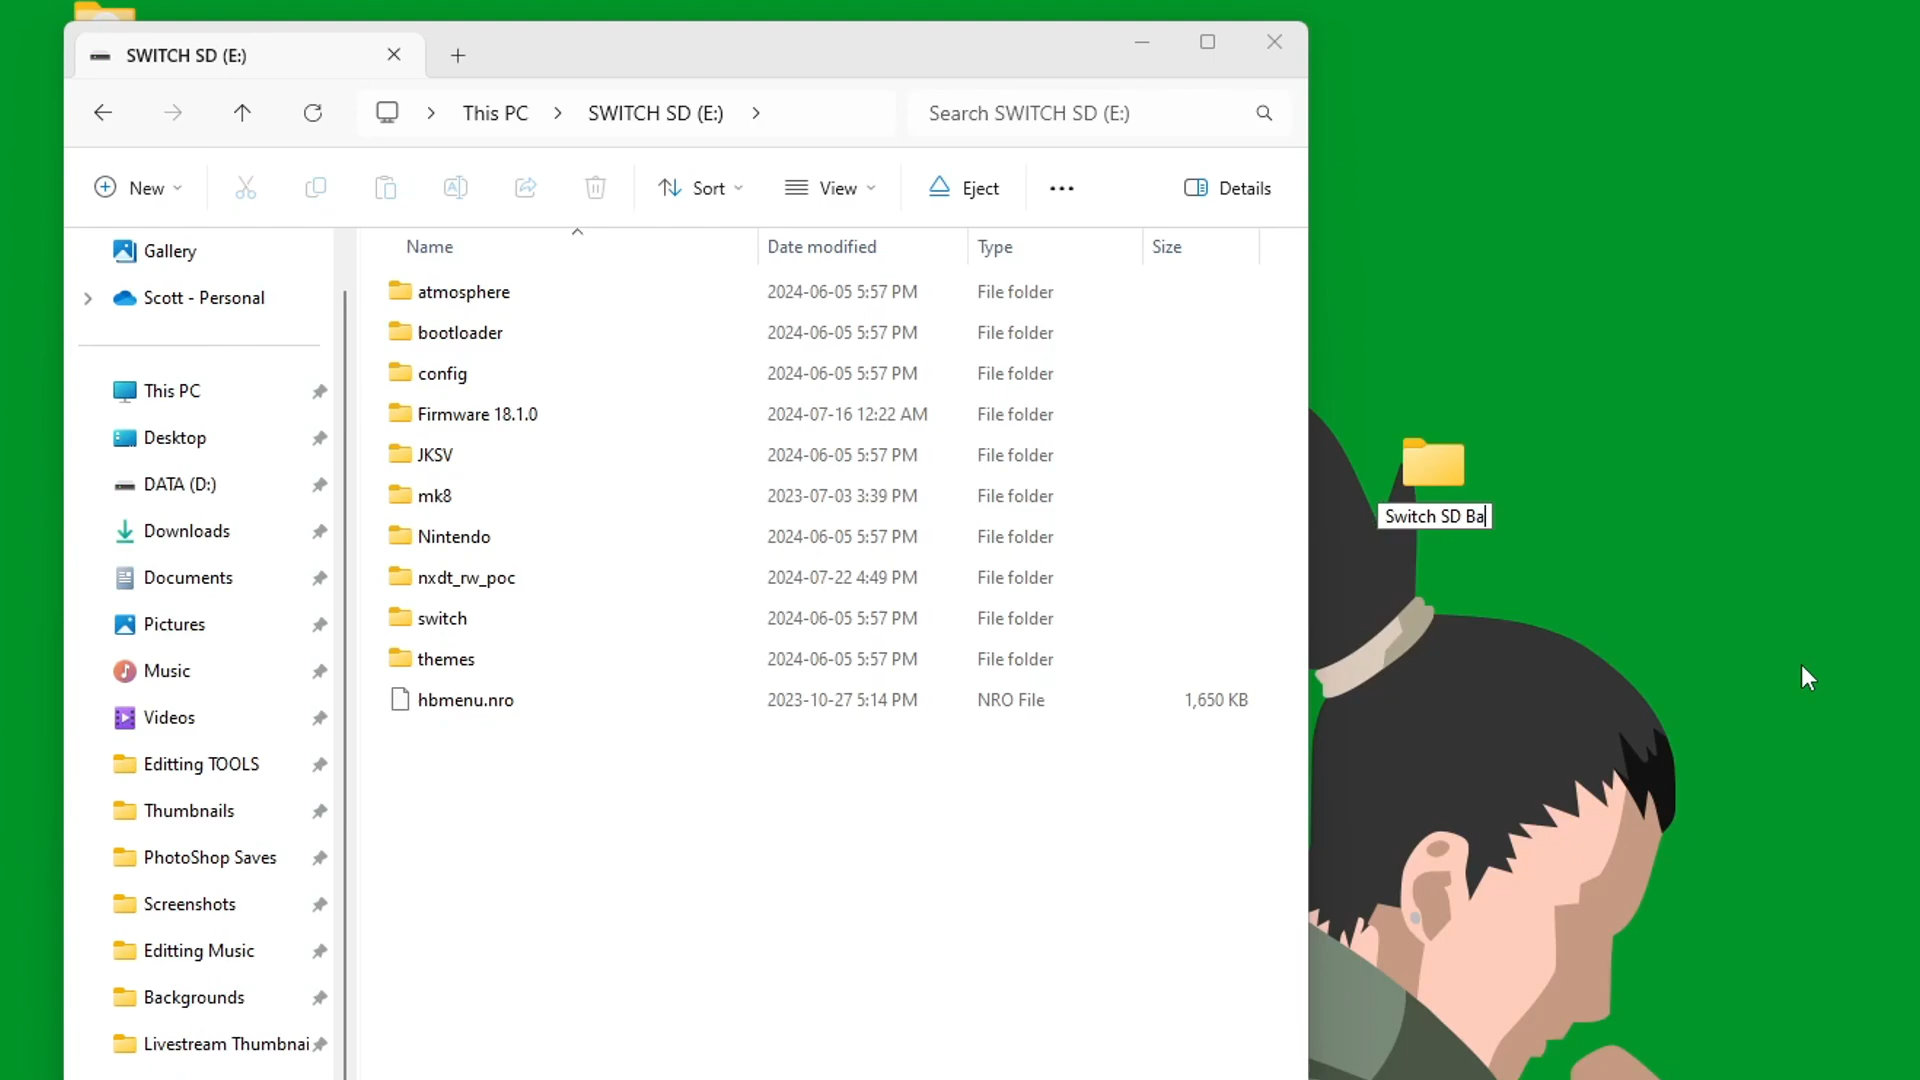 SWITCH SD (E:)
This PC > SWITCH SD (E:) >
Search SWITCH SD (E:)
New
Sort
View
Eject
Details
Gallery
Scott - Personal
This PC
Desktop
DATA (D:)
Downloads
Documents
Pictures
Music
Videos
Editting TOOLS
Thumbnails
PhotoShop Saves
Screenshots
Editting Music
Backgrounds
Livestream Thumbnai
Name Date modified Type Size
atmosphere 2024-06-05 5:57 PM File folder
bootloader 2024-06-05 5:57 PM File folder
config 2024-06-05 5:57 PM File folder
Firmware 18.1.0 2024-07-16 12:22 AM File folder
JKSV 2024-06-05 5:57 PM File folder
mk8 2023-07-03 3:39 PM File folder
Nintendo 2024-06-05 5:57 PM File folder
nxdt_rw_poc 2024-07-22 4:49 PM File folder
switch 2024-06-05 5:57 PM File folder
themes 2024-06-05 5:57 PM File folder
hbmenu.nro 2023-10-27 5:14 PM NRO File 1,650 KB
Switch SD Ba